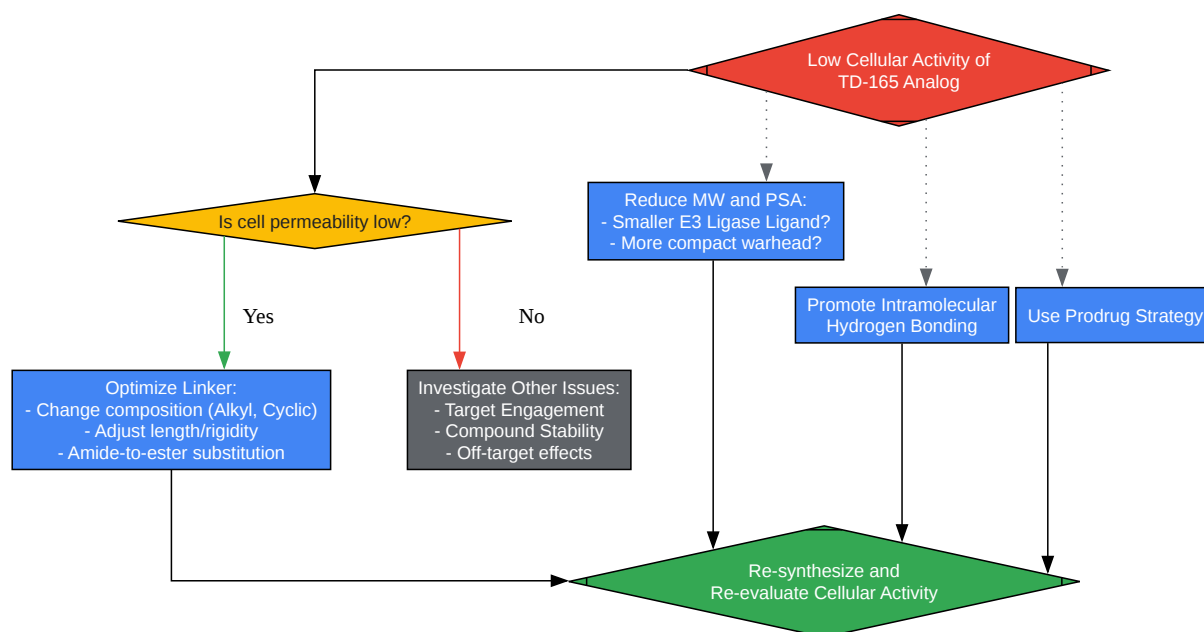 Low Cellular Activity of
TD-165 Analog
Is cell permeability low?
Reduce MW and PSA:
- Smaller E3 Ligase Ligand?
- More compact warhead?
Promote Intramolecular
Hydrogen Bonding
Use Prodrug Strategy
Yes
No
Optimize Linker:
- Change composition (Alkyl, Cyclic)
- Adjust length/rigidity
- Amide-to-ester substitution
Investigate Other Issues:
- Target Engagement
- Compound Stability
- Off-target effects
Re-synthesize and
Re-evaluate Cellular Activity